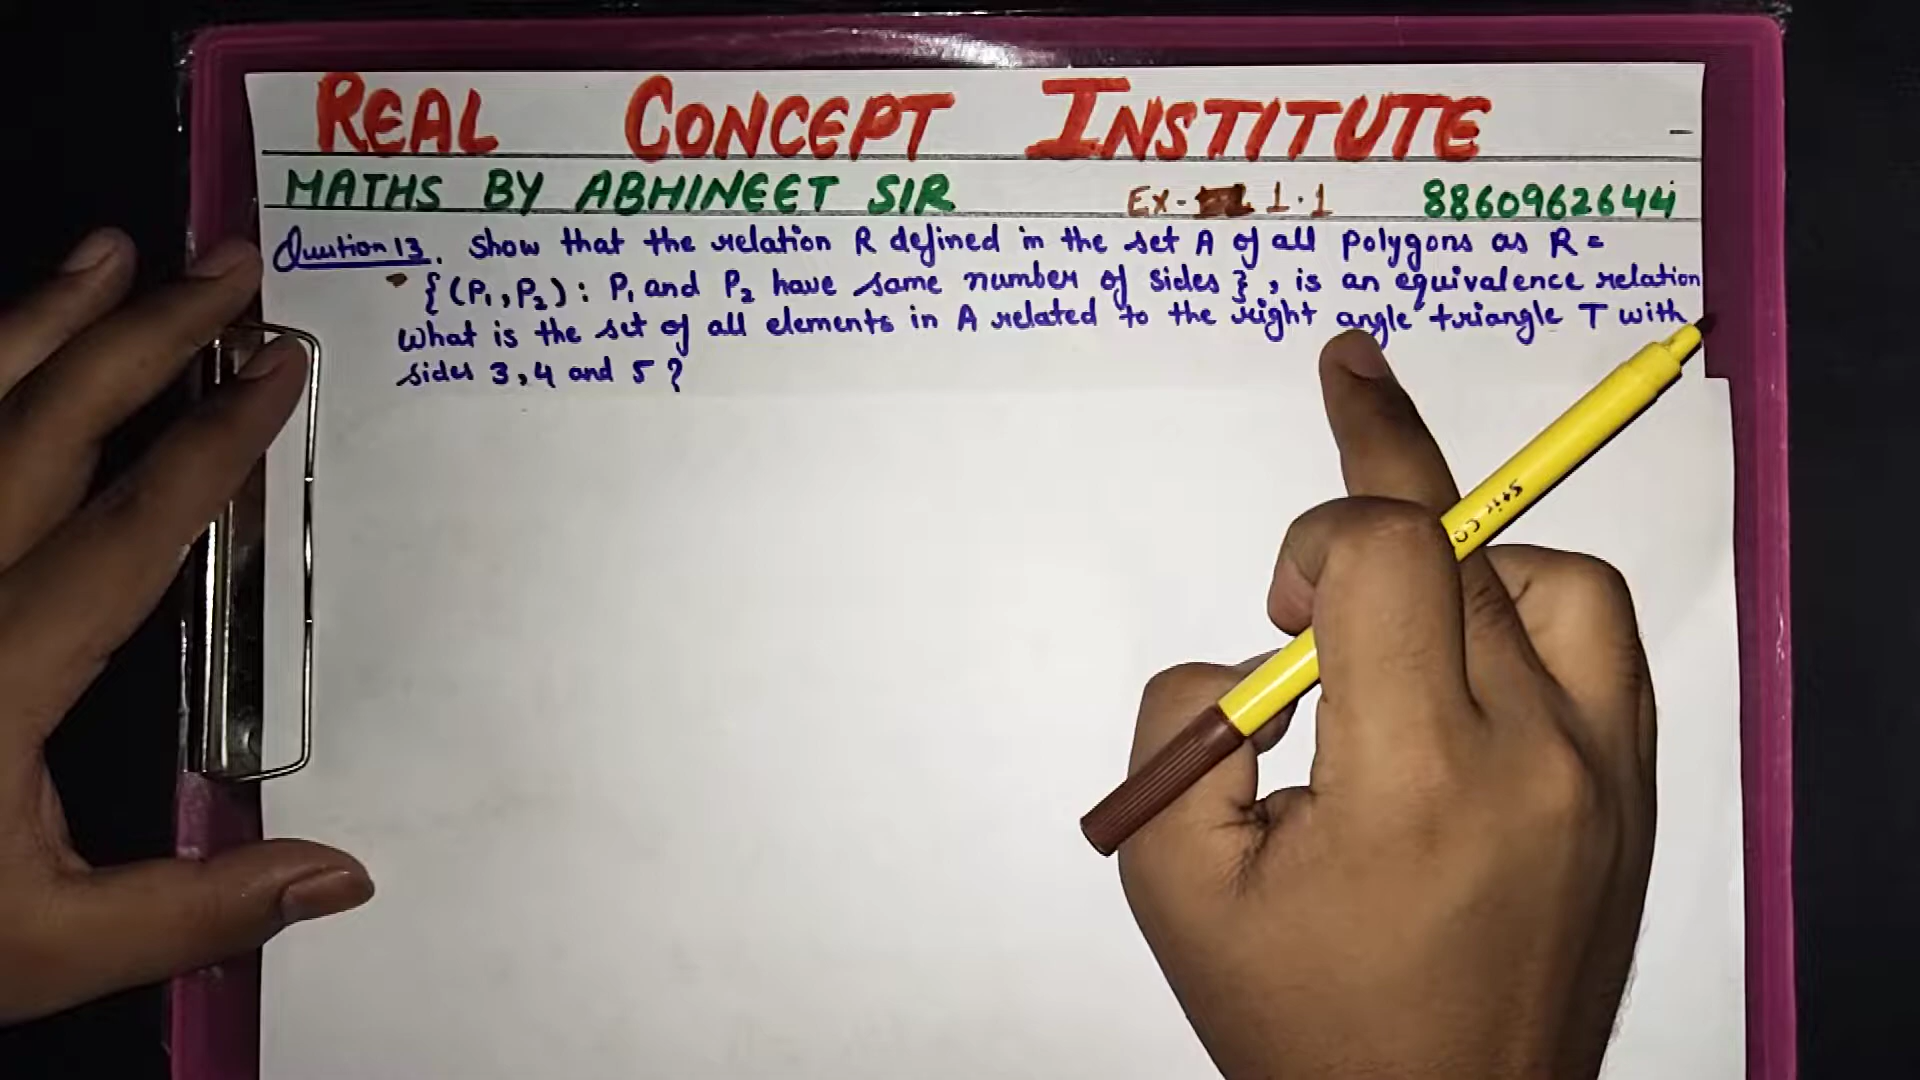 REAL CONCEPT INSTITUTE
MATHS BY ABHINEET SIR EX- 1.1 8860962644
Question 13. Show that the relation R defined in the set A of all polygons as R =
{(P₁, P₂) : P₁ and P₂ have same number of sides}, is an equivalence relation
What is the set of all elements in A related to the right angle triangle T with
sides 3, 4 and 5 ?
Stic CO